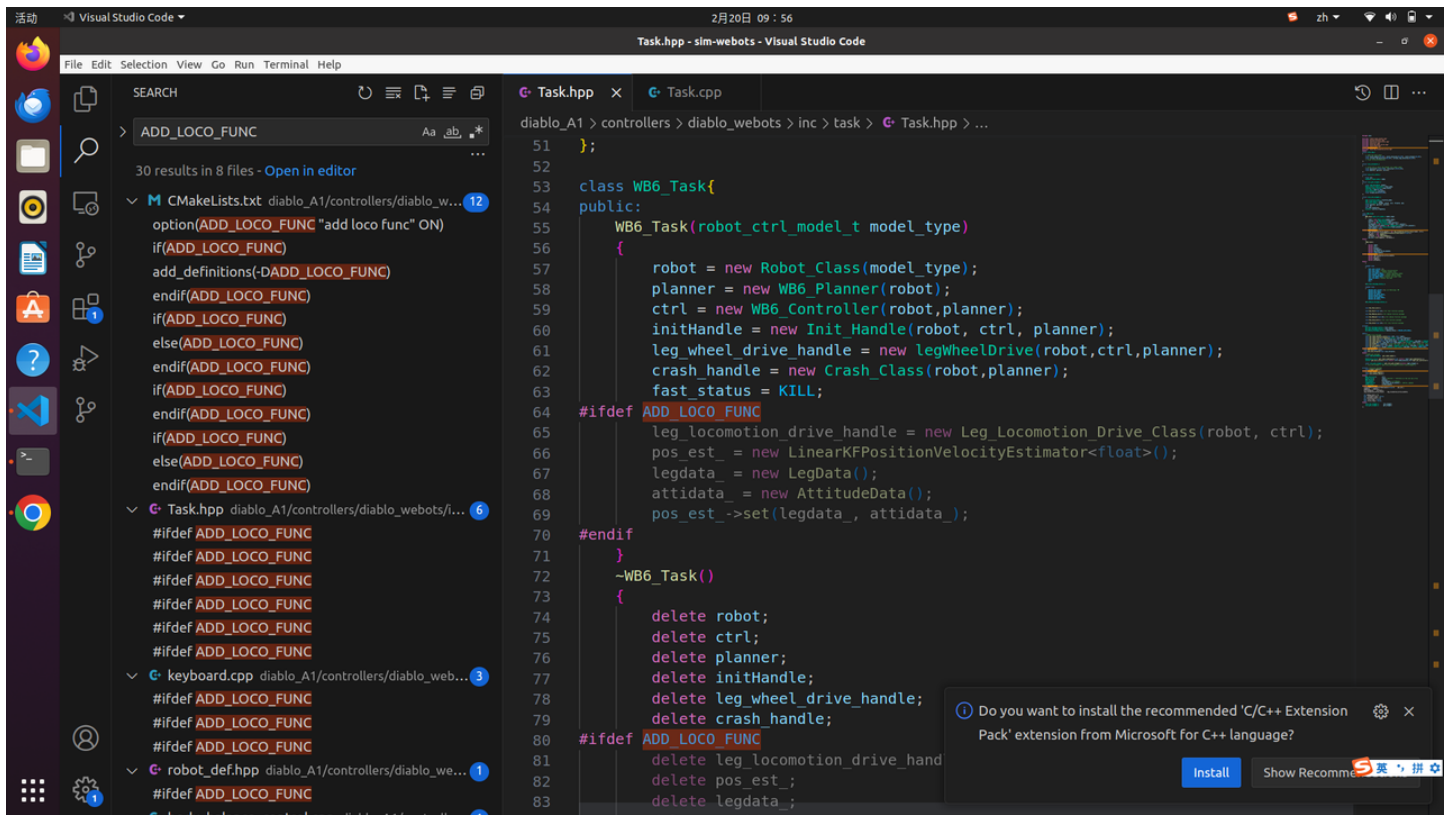 活动 Visual Studio Code 2月20日 09：56 zh
Task.hpp - sim-webots - Visual Studio Code
File Edit Selection View Go Run Terminal Help
SEARCH
ADD_LOCO_FUNC Aa ab
30 results in 8 files - Open in editor
CMakeLists.txt diablo_A1/controllers/diablo_w... 12
option(ADD_LOCO_FUNC "add loco func" ON)
if(ADD_LOCO_FUNC)
add_definitions(-DADD_LOCO_FUNC)
endif(ADD_LOCO_FUNC)
if(ADD_LOCO_FUNC)
else(ADD_LOCO_FUNC)
endif(ADD_LOCO_FUNC)
if(ADD_LOCO_FUNC)
endif(ADD_LOCO_FUNC)
if(ADD_LOCO_FUNC)
else(ADD_LOCO_FUNC)
endif(ADD_LOCO_FUNC)
Task.hpp diablo_A1/controllers/diablo_webots/i... 6
#ifdef ADD_LOCO_FUNC
#ifdef ADD_LOCO_FUNC
#ifdef ADD_LOCO_FUNC
#ifdef ADD_LOCO_FUNC
#ifdef ADD_LOCO_FUNC
#ifdef ADD_LOCO_FUNC
keyboard.cpp diablo_A1/controllers/diablo_web... 3
#ifdef ADD_LOCO_FUNC
#ifdef ADD_LOCO_FUNC
#ifdef ADD_LOCO_FUNC
robot_def.hpp diablo_A1/controllers/diablo_we... 1
#ifdef ADD_LOCO_FUNC
Task.hpp Task.cpp
diablo_A1 > controllers > diablo_webots > inc > task > Task.hpp > ...
51 };
52
53 class WB6_Task{
54 public:
55 WB6_Task(robot_ctrl_model_t model_type)
56 {
57 robot = new Robot_Class(model_type);
58 planner = new WB6_Planner(robot);
59 ctrl = new WB6_Controller(robot,planner);
60 initHandle = new Init_Handle(robot, ctrl, planner);
61 leg_wheel_drive_handle = new legWheelDrive(robot,ctrl,planner);
62 crash_handle = new Crash_Class(robot,planner);
63 fast_status = KILL;
64 #ifdef ADD_LOCO_FUNC
65 leg_locomotion_drive_handle = new Leg_Locomotion_Drive_Class(robot, ctrl);
66 pos_est_ = new LinearKFPositionVelocityEstimator<float>();
67 legdata_ = new LegData();
68 attidata_ = new AttitudeData();
69 pos_est_->set(legdata_, attidata_);
70 #endif
71 }
72 ~WB6_Task()
73 {
74 delete robot;
75 delete ctrl;
76 delete planner;
77 delete initHandle;
78 delete leg_wheel_drive_handle;
79 delete crash_handle;
80 #ifdef ADD_LOCO_FUNC
81 delete leg_locomotion_drive_hand
82 delete pos_est_;
83 delete legdata_;
Do you want to install the recommended 'C/C++ Extension
Pack' extension from Microsoft for C++ language?
Install Show Recomme
英 拼